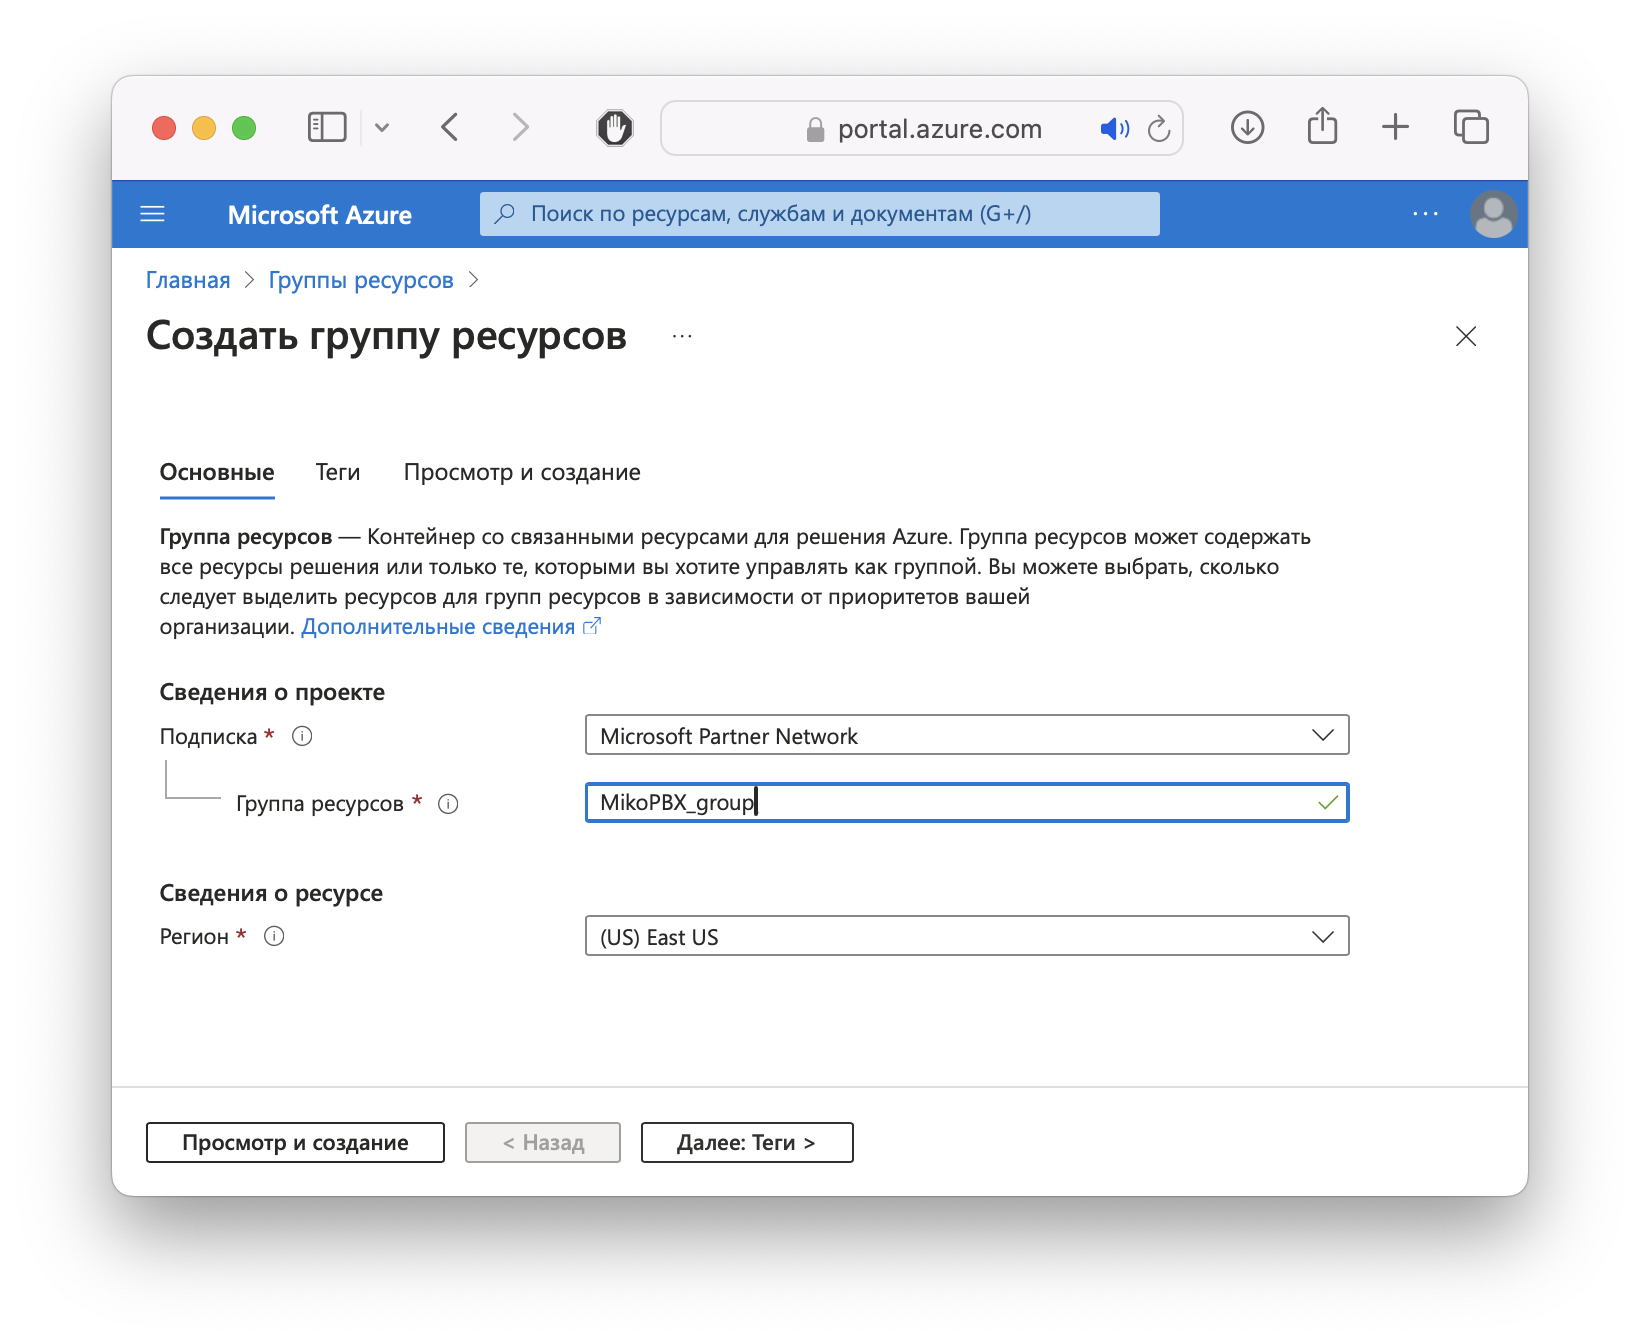 portal.azure.com
Microsoft Azure
Поиск по ресурсам, службам и документам (G+/)
Главная > Группы ресурсов >
Создать группу ресурсов ...
Основные Теги Просмотр и создание
Группа ресурсов — Контейнер со связанными ресурсами для решения Azure. Группа ресурсов может содержать
все ресурсы решения или только те, которыми вы хотите управлять как группой. Вы можете выбрать, сколько
следует выделить ресурсов для групп ресурсов в зависимости от приоритетов вашей
организации. Дополнительные сведения
Сведения о проекте
Подписка *
Microsoft Partner Network
Группа ресурсов *
MikoPBX_group
Сведения о ресурсе
Регион *
(US) East US
Просмотр и создание
< Назад
Далее: Теги >